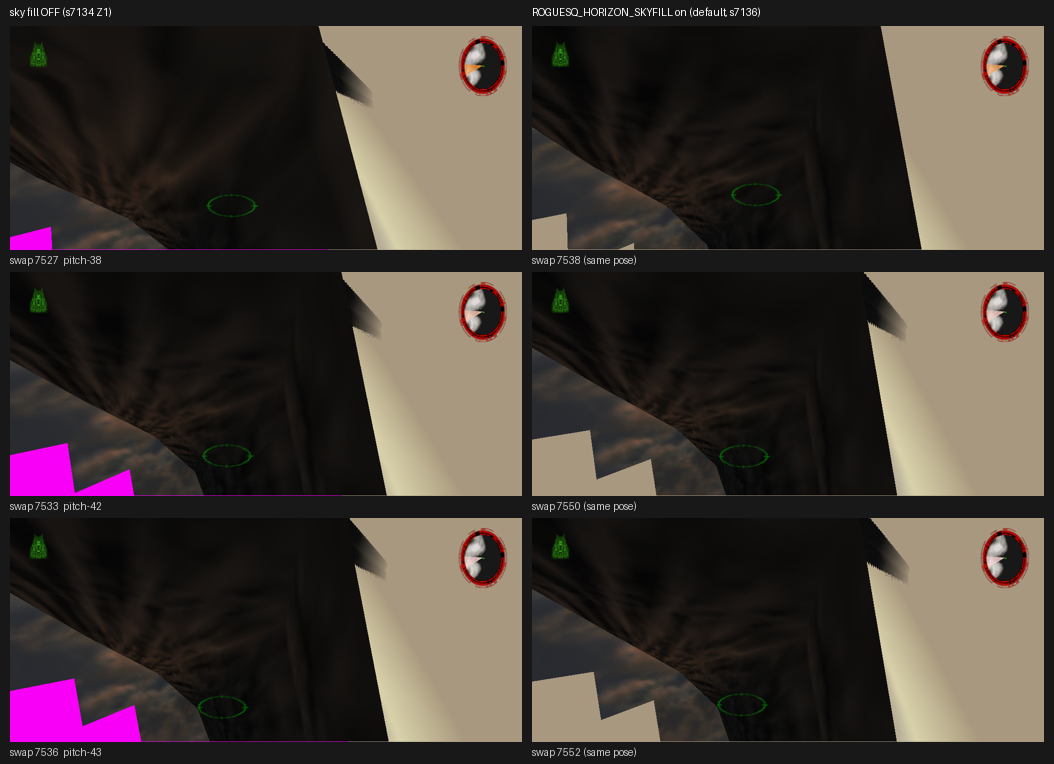 sky fill OFF (s7134 Z1)
ROGUESQ_HORIZON_SKYFILL on (default, s7136)
swap 7527 pitch-38
swap 7538 (same pose)
swap 7533 pitch-42
swap 7550 (same pose)
swap 7536 pitch-43
swap 7552 (same pose)